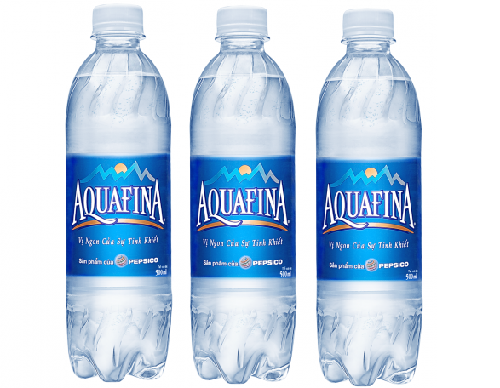 AQUAFINA
Vị Ngon Của Sự Tinh Khiết
Sản phẩm của PEPSICO
500ml
AQUAFINA
Vị Ngon Của Sự Tinh Khiết
Sản phẩm của PEPSICO
500ml
AQUAFINA
Vị Ngon Của Sự Tinh Khiết
Sản phẩm của PEPSICO
500ml